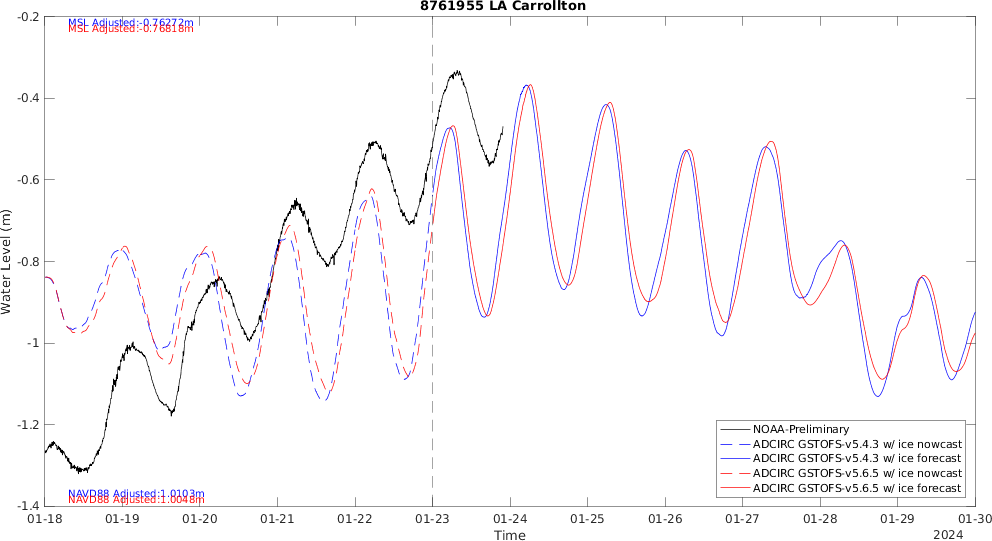 8761955 LA Carrollton
MSL Adjusted:-0.76272m
MSL Adjusted:-0.76818m
-0.2
-0.4
-0.6
-0.8
-1
-1.2
-1.4
Water Level (m)
NOAA-Preliminary
ADCIRC GSTOFS-v5.4.3 w/ ice nowcast
ADCIRC GSTOFS-v5.4.3 w/ ice forecast
ADCIRC GSTOFS-v5.6.5 w/ ice nowcast
ADCIRC GSTOFS-v5.6.5 w/ ice forecast
NAVD88 Adjusted:1.0103m
NAVD88 Adjusted:1.0048m
01-18 01-19 01-20 01-21 01-22 01-23 01-24 01-25 01-26 01-27 01-28 01-29 01-30
Time
2024